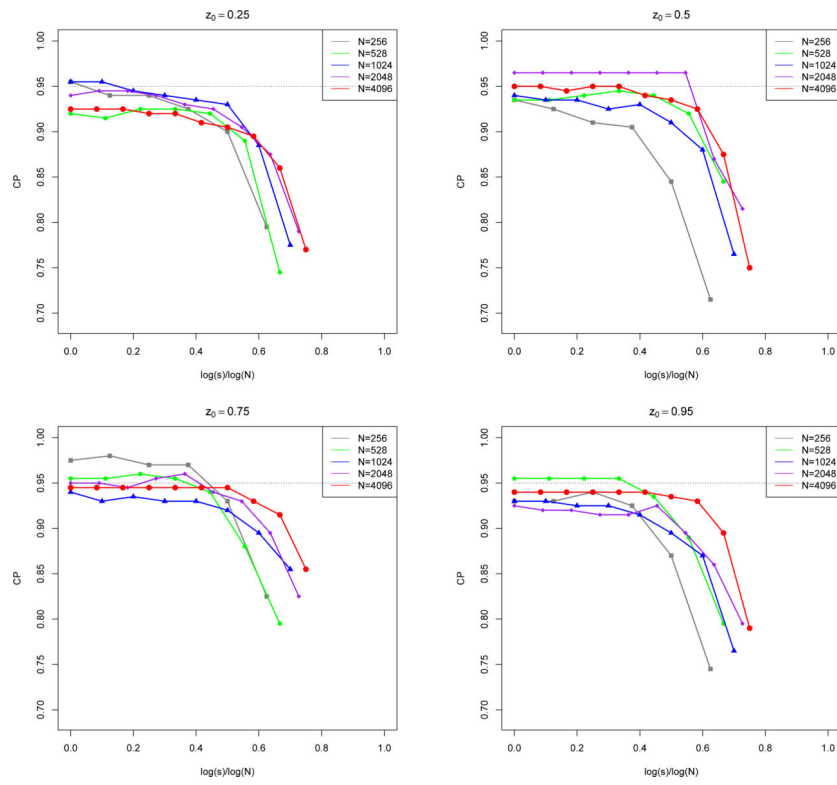 z0 = 0.25
1.00
0.95
0.90
0.85
0.80
0.75
0.70
CP
N=256
N=528
N=1024
N=2048
N=4096
0.0 0.2 0.4 0.6 0.8 1.0
log(s)/log(N)
z0 = 0.5
1.00
0.95
0.90
0.85
0.80
0.75
0.70
CP
N=256
N=528
N=1024
N=2048
N=4096
0.0 0.2 0.4 0.6 0.8 1.0
log(s)/log(N)
z0 = 0.75
1.00
0.95
0.90
0.85
0.80
0.75
0.70
CP
N=256
N=528
N=1024
N=2048
N=4096
0.0 0.2 0.4 0.6 0.8 1.0
log(s)/log(N)
z0 = 0.95
1.00
0.95
0.90
0.85
0.80
0.75
0.70
CP
N=256
N=528
N=1024
N=2048
N=4096
0.0 0.2 0.4 0.6 0.8 1.0
log(s)/log(N)